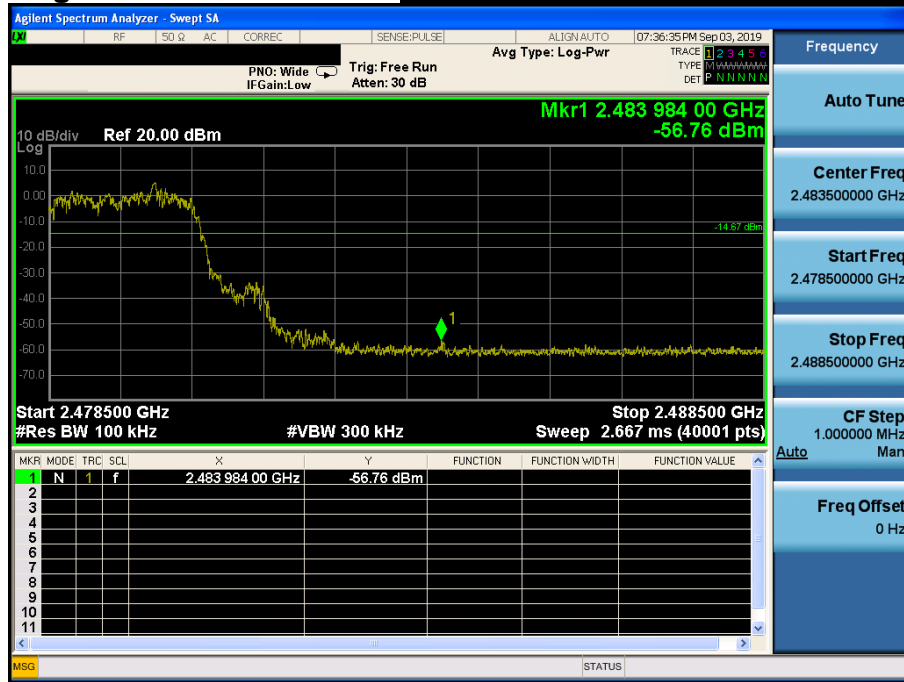 Agilent Spectrum Analyzer - Swept SA
LXI RF 50 Ω AC CORREC SENSE:PULSE ALIGN AUTO 07:36:35 PM Sep 03, 2019
Avg Type: Log-Pwr TRACE 1 2 3 4 5 6
PNO: Wide Trig: Free Run TYPE M WWWWW
IFGain:Low Atten: 30 dB DET P N N N N N
Frequency
Mkr1 2.483 984 00 GHz
10 dB/div Ref 20.00 dBm -56.76 dBm
Log
10.0
0.00
-10.0
-14.67 dBm
-20.0
-30.0
-40.0
-50.0
1
-60.0
-70.0
Start 2.478500 GHz Stop 2.488500 GHz
#Res BW 100 kHz #VBW 300 kHz Sweep 2.667 ms (40001 pts)
MKR MODE TRC SCL X Y FUNCTION FUNCTION WIDTH FUNCTION VALUE
1 N 1 f 2.483 984 00 GHz -56.76 dBm
2
3
4
5
6
7
8
9
10
11
MSG STATUS
Auto Tune
Center Freq
2.483500000 GHz
Start Freq
2.478500000 GHz
Stop Freq
2.488500000 GHz
CF Step
1.000000 MHz
Auto Man
Freq Offset
0 Hz